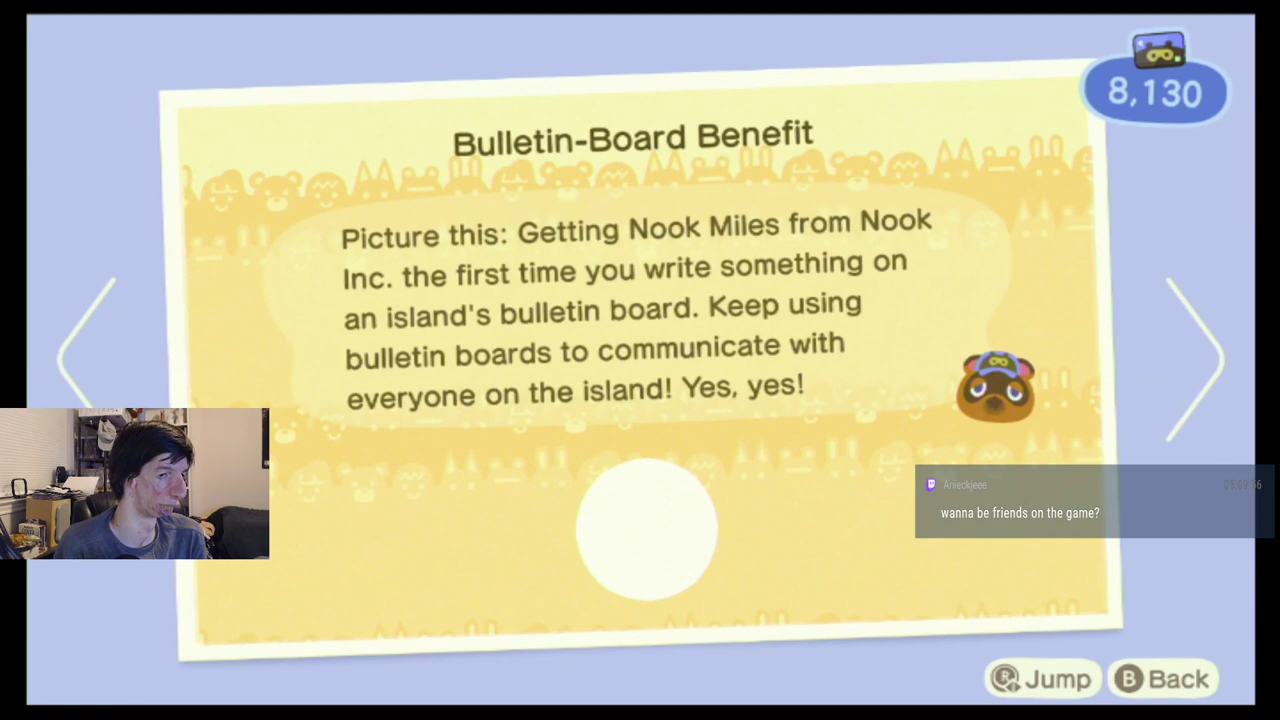 8,130
Bulletin-Board Benefit
Picture this: Getting Nook Miles from Nook
Inc. the first time you write something on
an island's bulletin board. Keep using
bulletin boards to communicate with
everyone on the island! Yes, yes!
Anieckjeee
wanna be friends on the game?
R Jump
B Back